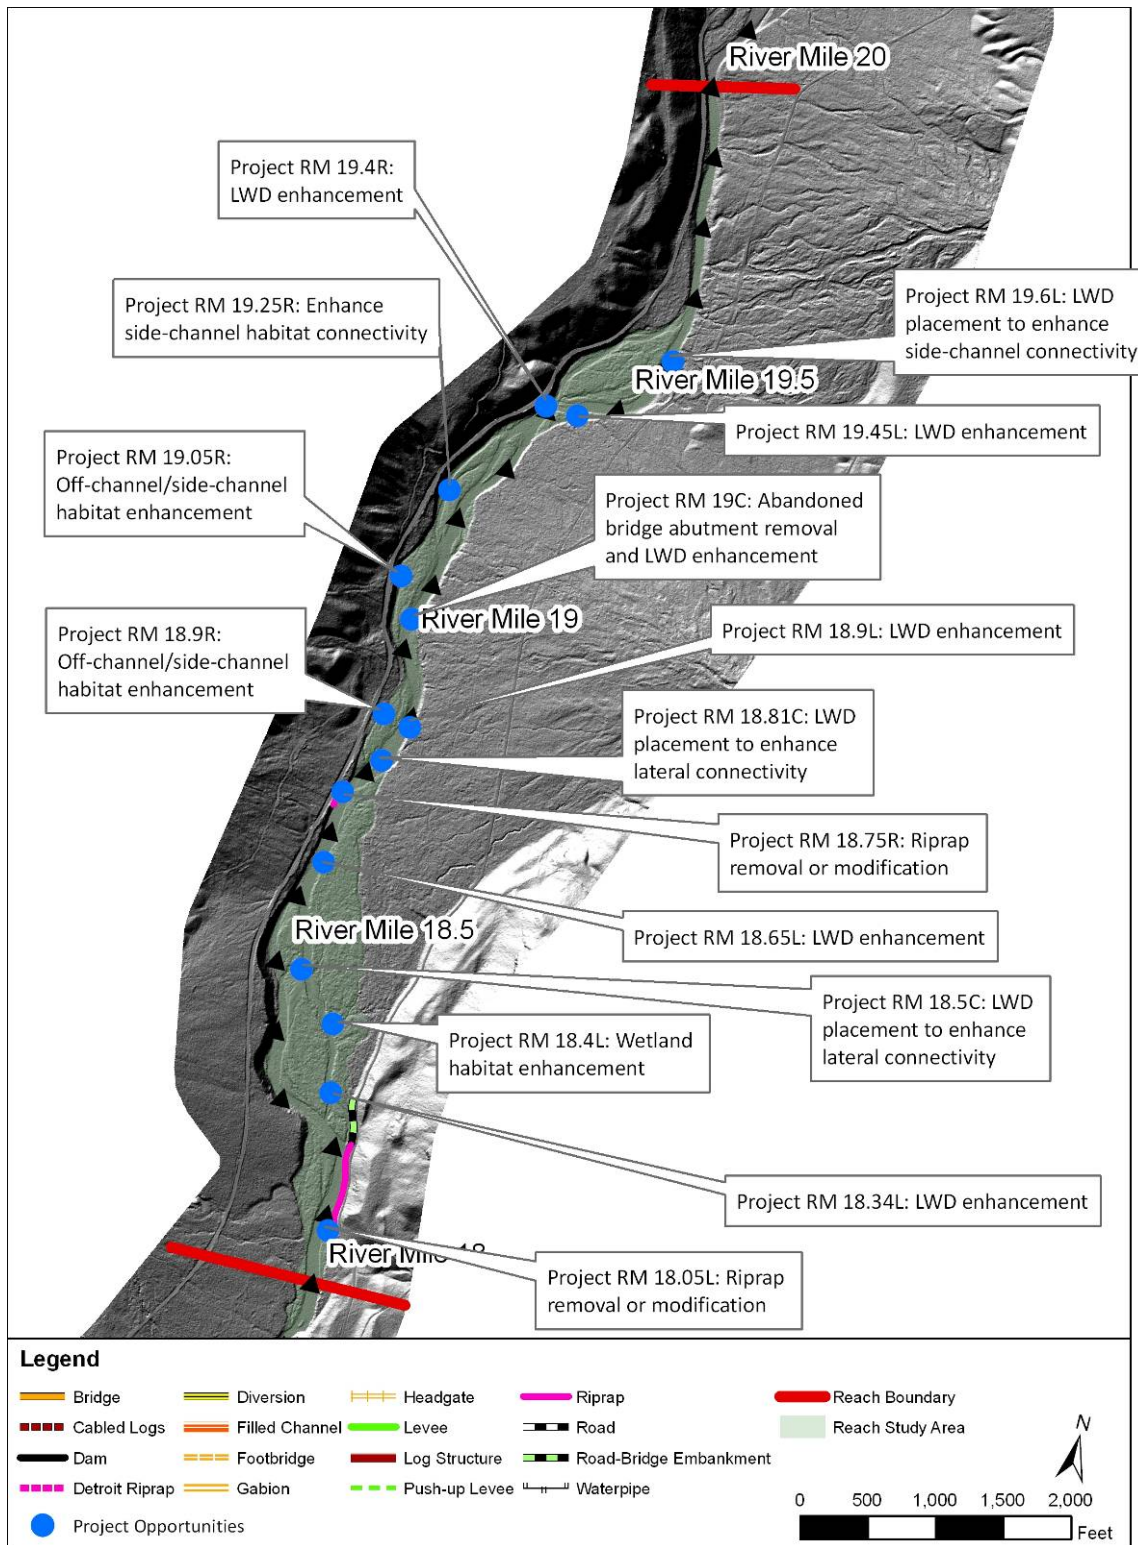 River Mile 20
Project RM 19.4R:
LWD enhancement
Project RM 19.25R: Enhance
side-channel habitat connectivity
Project RM 19.6L: LWD
placement to enhance
side-channel connectivity
River Mile 19.5
Project RM 19.45L: LWD enhancement
Project RM 19.05R:
Off-channel/side-channel
habitat enhancement
Project RM 19C: Abandoned
bridge abutment removal
and LWD enhancement
River Mile 19
Project RM 18.9R:
Off-channel/side-channel
habitat enhancement
Project RM 18.9L: LWD enhancement
Project RM 18.81C: LWD
placement to enhance
lateral connectivity
Project RM 18.75R: Riprap
removal or modification
River Mile 18.5
Project RM 18.65L: LWD enhancement
Project RM 18.5C: LWD
placement to enhance
lateral connectivity
Project RM 18.4L: Wetland
habitat enhancement
Project RM 18.34L: LWD enhancement
River Mile 18
Project RM 18.05L: Riprap
removal or modification
Legend
Bridge
Cabled Logs
Dam
Detroit Riprap
Project Opportunities
Diversion
Filled Channel
Footbridge
Gabion
Headgate
Levee
Log Structure
Push-up Levee
Riprap
Road
Road-Bridge Embankment
Waterpipe
Reach Boundary
Reach Study Area
N
0 500 1,000 1,500 2,000
Feet